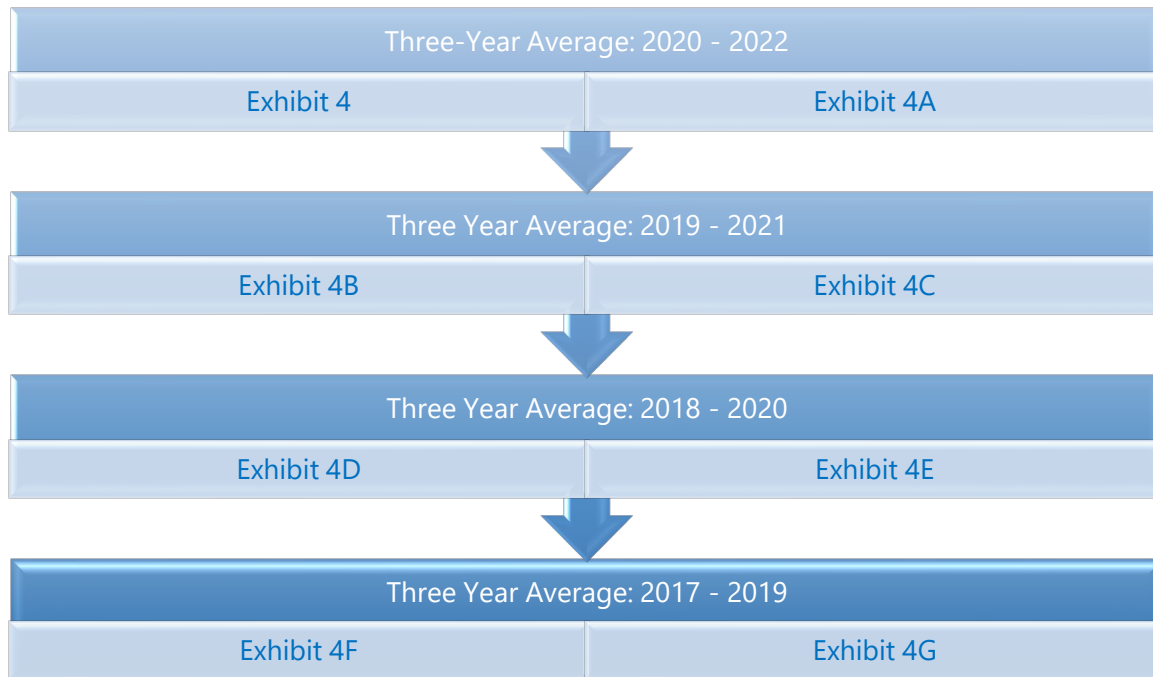 Three-Year Average: 2020 - 2022
Exhibit 4
Exhibit 4A
Three Year Average: 2019 - 2021
Exhibit 4B
Exhibit 4C
Three Year Average: 2018 - 2020
Exhibit 4D
Exhibit 4E
Three Year Average: 2017 - 2019
Exhibit 4F
Exhibit 4G